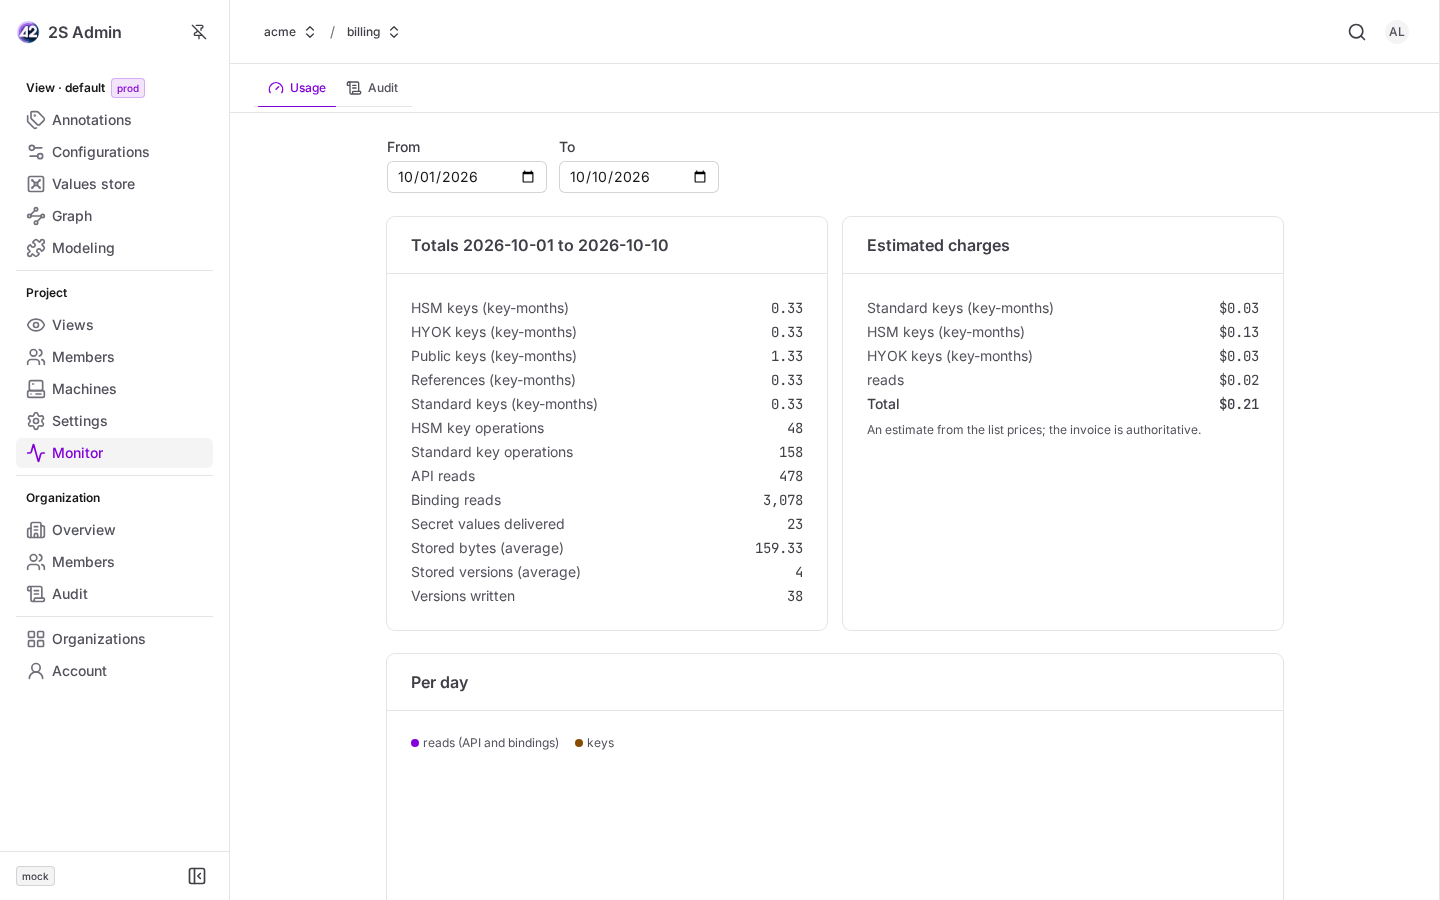 2S Admin
acme
/
billing
AL
View · default
prod
Annotations
Configurations
Values store
Graph
Modeling
Project
Views
Members
Machines
Settings
Monitor
Organization
Overview
Members
Audit
Organizations
Account
mock
Usage
Audit
From
To
10/01/2026
10/10/2026
Totals 2026-10-01 to 2026-10-10
HSM keys (key-months) 0.33
HYOK keys (key-months) 0.33
Public keys (key-months) 1.33
References (key-months) 0.33
Standard keys (key-months) 0.33
HSM key operations 48
Standard key operations 158
API reads 478
Binding reads 3,078
Secret values delivered 23
Stored bytes (average) 159.33
Stored versions (average) 4
Versions written 38
Estimated charges
Standard keys (key-months) $0.03
HSM keys (key-months) $0.13
HYOK keys (key-months) $0.03
reads $0.02
Total $0.21
An estimate from the list prices; the invoice is authoritative.
Per day
reads (API and bindings)
keys